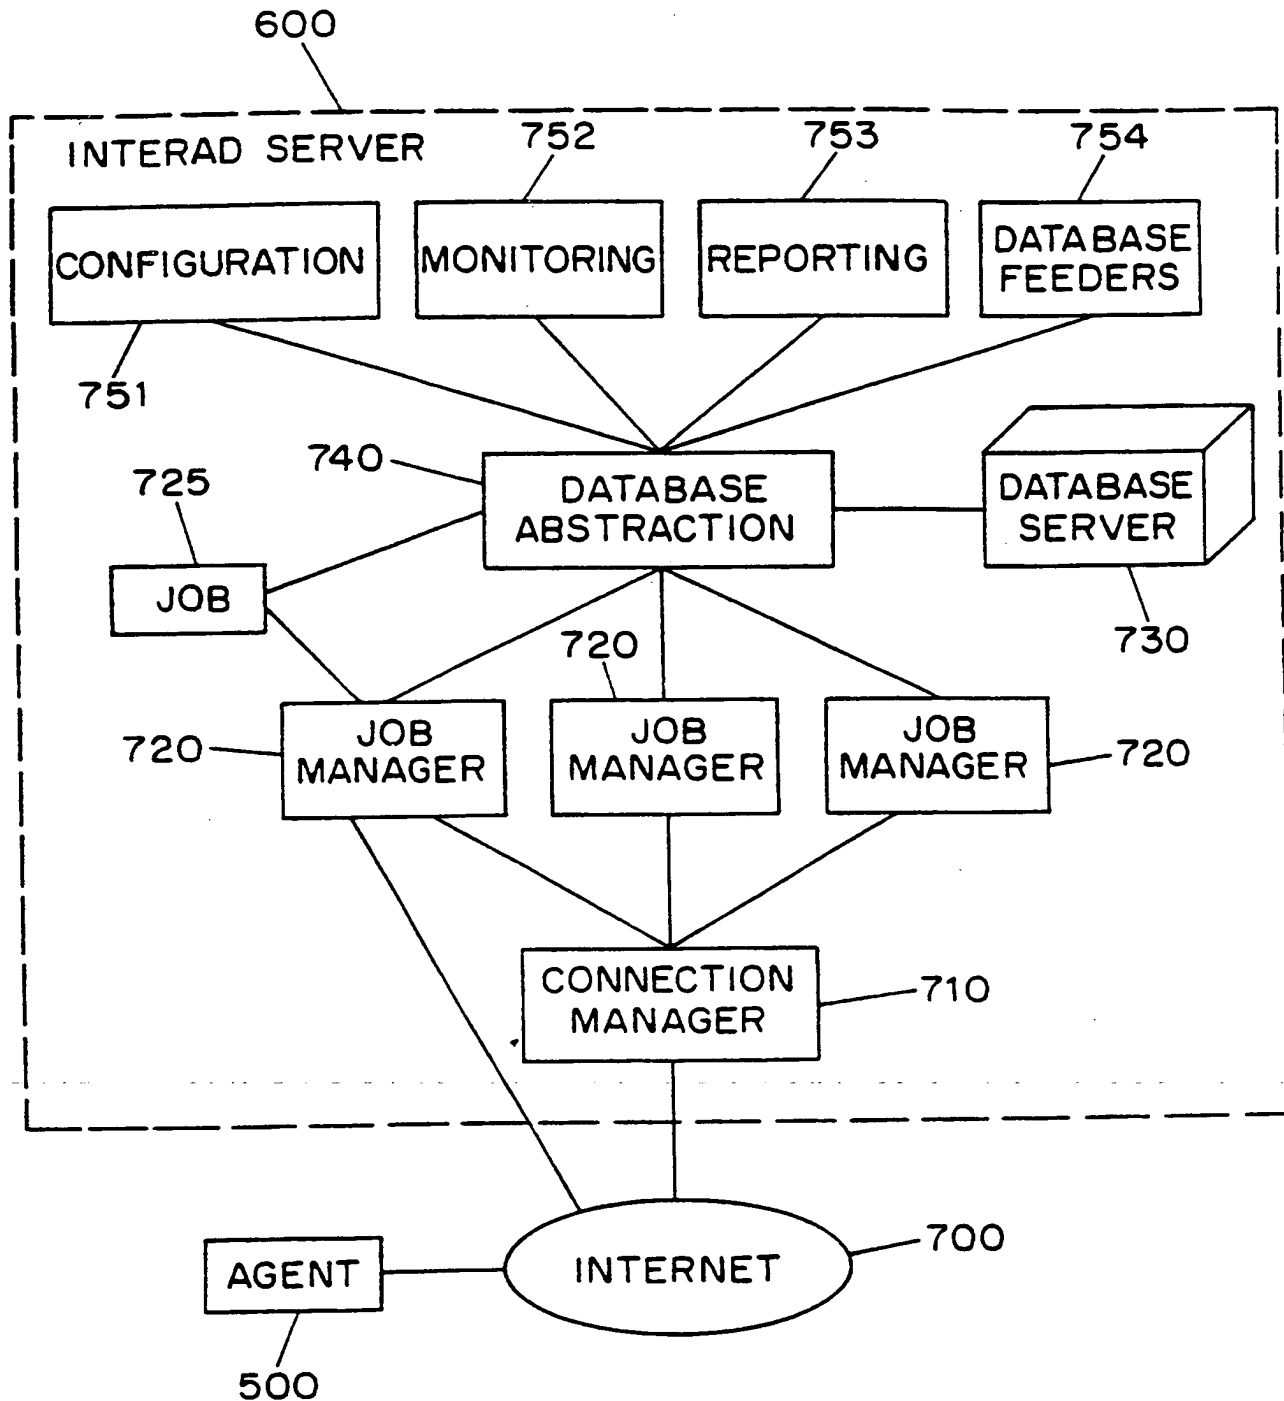 600
INTERAD SERVER
752
753
754
CONFIGURATION
MONITORING
REPORTING
DATABASE
FEEDERS
751
740
725
DATABASE
ABSTRACTION
DATABASE
SERVER
JOB
730
720
JOB
MANAGER
JOB
MANAGER
JOB
MANAGER
720
720
CONNECTION
MANAGER
710
INTERNET
700
AGENT
500